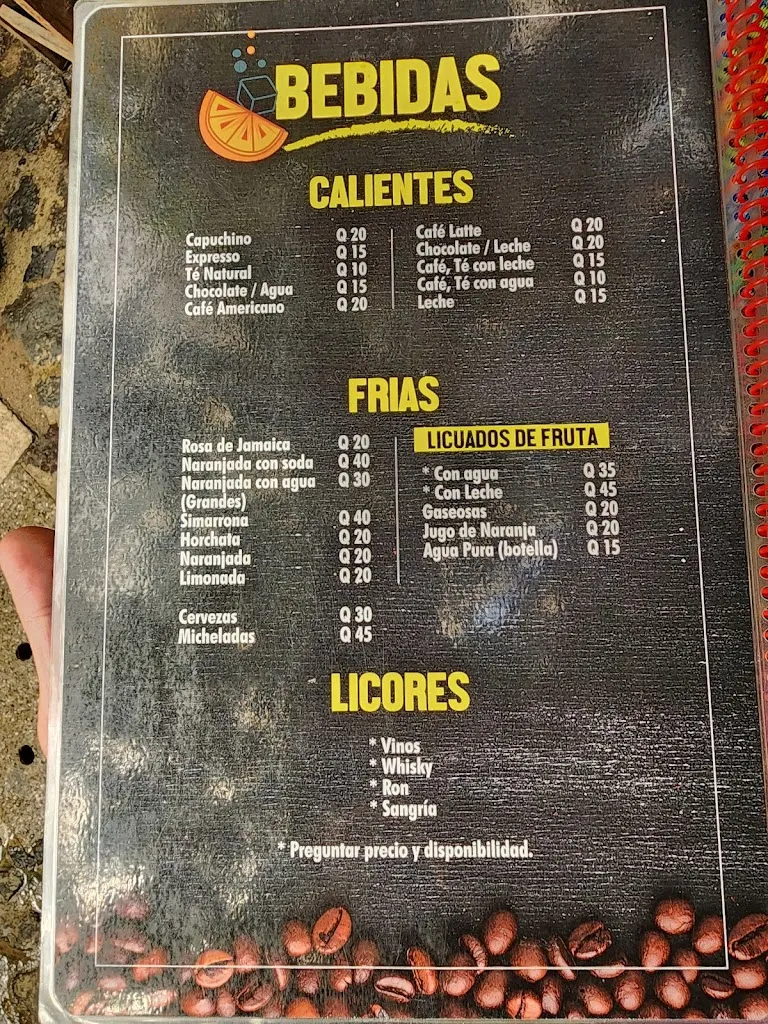 BEBIDAS
CALIENTES
Capuchino Q 20
Expresso Q 15
Té Natural Q 10
Chocolate / Agua Q 15
Café Americano Q 20
Café Latte Q 20
Chocolate / Leche Q 20
Café, Té con leche Q 15
Café, Té con agua Q 10
Leche Q 15
FRIAS
Rosa de Jamaica Q 20
Naranjada con soda Q 40
Naranjada con agua Q 30
(Grandes)
Simarrona Q 40
Horchata Q 20
Naranjada Q 20
Limonada Q 20
Cervezas Q 30
Micheladas Q 45
LICUADOS DE FRUTA
* Con agua Q 35
* Con Leche Q 45
Gaseosas Q 20
Jugo de Naranja Q 20
Agua Pura (botella) Q 15
LICORES
* Vinos
* Whisky
* Ron
* Sangría
* Preguntar precio y disponibilidad.